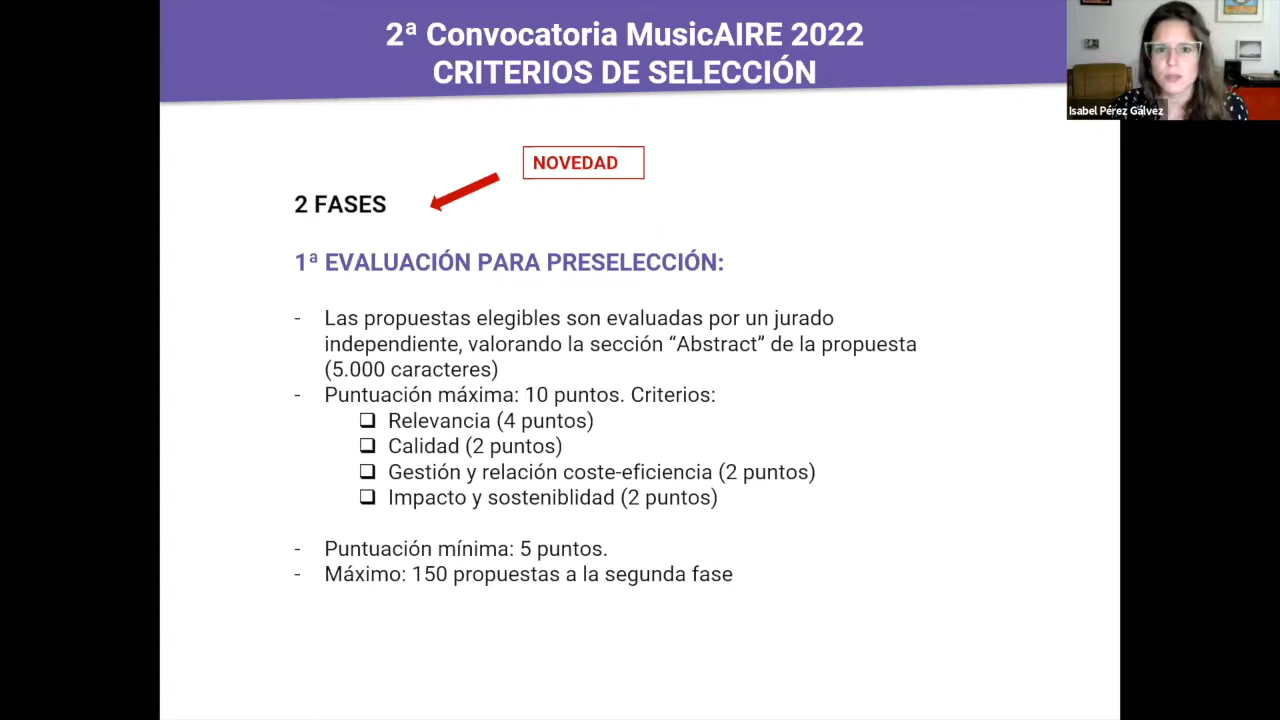 2ª Convocatoria MusicAIRE 2022
CRITERIOS DE SELECCIÓN
Isabel Pérez Gálvez
NOVEDAD
2 FASES
1ª EVALUACIÓN PARA PRESELECCIÓN:
- Las propuestas elegibles son evaluadas por un jurado
independiente, valorando la sección “Abstract” de la propuesta
(5.000 caracteres)
- Puntuación máxima: 10 puntos. Criterios:
❑ Relevancia (4 puntos)
❑ Calidad (2 puntos)
❑ Gestión y relación coste-eficiencia (2 puntos)
❑ Impacto y sosteniblidad (2 puntos)
- Puntuación mínima: 5 puntos.
- Máximo: 150 propuestas a la segunda fase